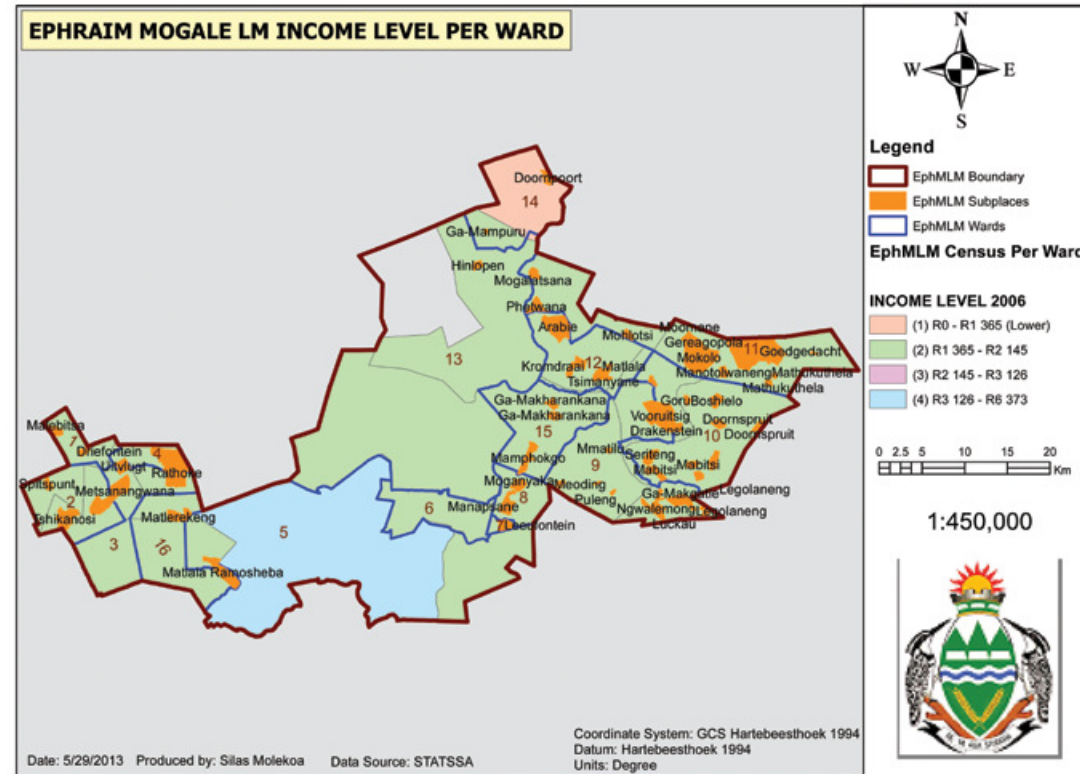 EPHRAIM MOGALE LM INCOME LEVEL PER WARD
N
W
E
S
Legend
EphMLM Boundary
EphMLM Subplaces
EphMLM Wards
EphMLM Census Per Ward
INCOME LEVEL 2006
(1) R0 - R1 365 (Lower)
(2) R1 365 - R2 145
(3) R2 145 - R3 126
(4) R3 126 - R6 373
0 2.5 5 10 15 20
Km
1:450,000
Doornpoort
14
Ga-Mampuru
Hinlopen
Mogalatsana
Phetwana
Arabie
Mohlotsi
Moomane
Gereagopola
11
Goedgedacht
Mokolo
13
Kromdraai
12
Matlala
Manotolwaneng
Mathukuthela
Tsimanyane
Mathukuthela
Ga-Makharankana
Goru
Boshielo
Ga-Makharankana
Vooruitsig
Doornspruit
15
Drakenstein
10
Doornspruit
Malebitsa
1
Driefontein
4
Uitvlugt
Rathoke
Mamphokgo
Mmatilu
Seriteng
9
Mabitsi
Mabitsi
Spitspunt
Metsanangwana
Moganyaka
Meoding
2
8
Puleng
Legolaneng
Tshikanosi
Matlerekeng
6
Manapsane
Ngwalemong
Legolaneng
7
Leeufontein
Luckau
3
16
5
Matlala Ramosheba
Date: 5/29/2013 Produced by: Silas Molekoa Data Source: STATSSA
Coordinate System: GCS Hartebeesthoek 1994
Datum: Hartebeesthoek 1994
Units: Degree